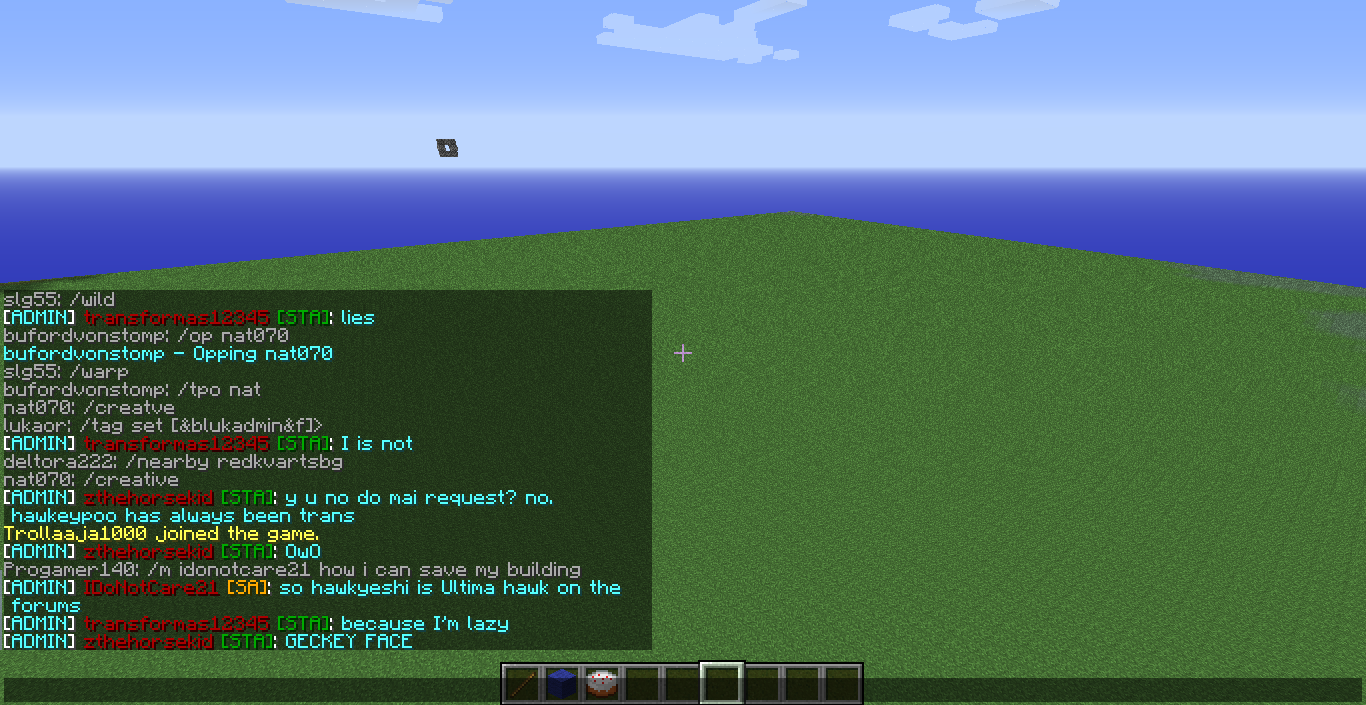 slg55: /wild
[ADMIN] transformas12345 [STA]: lies
bufordvonstomp: /op nat070
bufordvonstomp - Opping nat070
slg55: /warp
bufordvonstomp: /tpo nat
nat070: /creatve
lukaor: /tag set [&blukadmin&f]>
[ADMIN] transformas12345 [STA]: I is not
deltora222: /nearby redkvartsbg
nat070: /creative
[ADMIN] zthehorsekid [STA]: y u no do mai request? no.
hawkeypoo has always been trans
Trollaaja1000 joined the game.
[ADMIN] zthehorsekid [STA]: OwO
Progamer140: /m idonotcare21 how i can save my building
[ADMIN] IDoNotCare21 [SA]: so hawkyeshi is Ultima hawk on the
forums
[ADMIN] transformas12345 [STA]: because I'm lazy
[ADMIN] zthehorsekid [STA]: GECKEY FACE